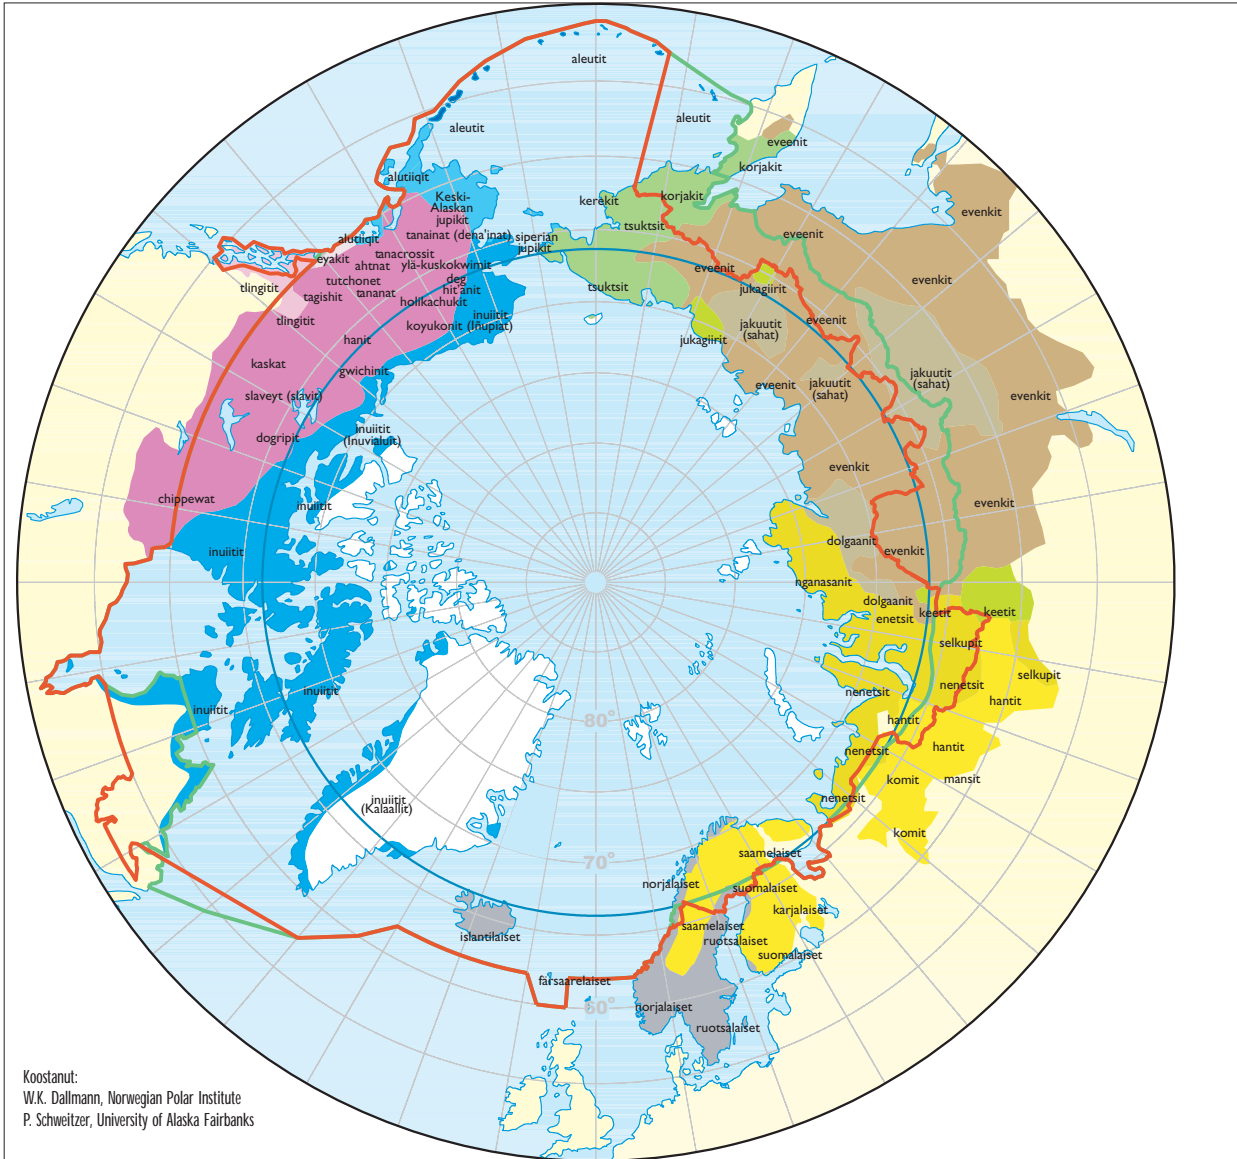 aleutit
aleutit
aleutit
eveenit
korjakit
alutiiqit
Keski-
Alaskan
jupikit
kerekit
korjakit
evenkit
tsuktsit
alutiiqit
tanainat (dena'inat)
siperian
jupikit
eveenit
eyakit
tanacrossit
ahtnat
ylä-kuskokwimit
eveenit
tsuktsit
jukagiirit
evenkit
tlingitit
tutchonet
tagishit
tananat
deg
hit'anit
holikachukit
inuiitit
(Iñupiat)
tlingitit
koyukonit
eveenit
jakuutit
(sahat)
hanit
jukagiirit
kaskat
gwichinit
jakuutit
(sahat)
eveenit
jakuutit
(sahat)
evenkit
slaveyt (slavit)
dogripit
inuiitit
(Inuvialuit)
evenkit
chippewat
inuiitit
evenkit
inuiitit
dolgaanit
evenkit
nganasanit
dolgaanit
enetsit
keetit
keetit
selkupit
selkupit
inuiitit
nenetsit
nenetsit
hantit
inuiitit
80°
hantit
nenetsit
hantit
komit
mansit
inuiitit
(Kalaallit)
nenetsit
komit
70°
saamelaiset
norjalaiset
suomalaiset
karjalaiset
islantilaiset
saamelaiset
ruotsalaiset
suomalaiset
färsaarelaiset
60°
norjalaiset
ruotsalaiset
Koostanut:
W.K. Dallmann, Norwegian Polar Institute
P. Schweitzer, University of Alaska Fairbanks